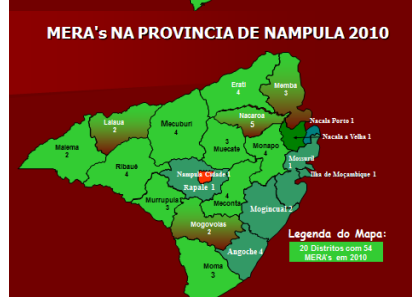 MERA's NA PROVINCIA DE NAMPULA 2010
Erati
4
Memba
3
Nacala Porto 1
Nacala a Velha 1
Lalaua
2
Mecuburi
4
Nacaroa
5
Malema
2
Ribaué
4
3
Muecate
Monapo
4
1
Ilha de Moçambique 1
Nampula Cidade 1
Rapale 1
Murrupula
3
4
Meconta
Mogincual 2
Mogovolas
2
Angoche 4
Moma
3
Legenda do Mapa:
20 Distritos com 54
MERA's em 2010